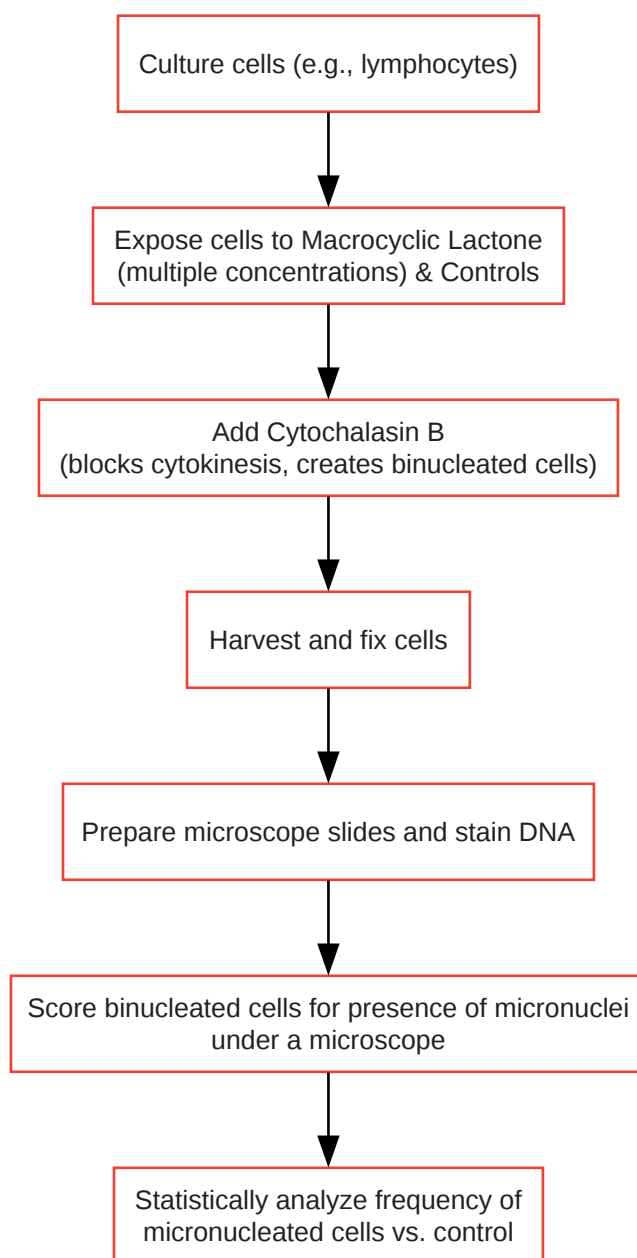 Culture cells (e.g., lymphocytes)
Expose cells to Macrocyclic Lactone
(multiple concentrations) & Controls
Add Cytochalasin B
(blocks cytokinesis, creates binucleated cells)
Harvest and fix cells
Prepare microscope slides and stain DNA
Score binucleated cells for presence of micronuclei
under a microscope
Statistically analyze frequency of
micronucleated cells vs. control